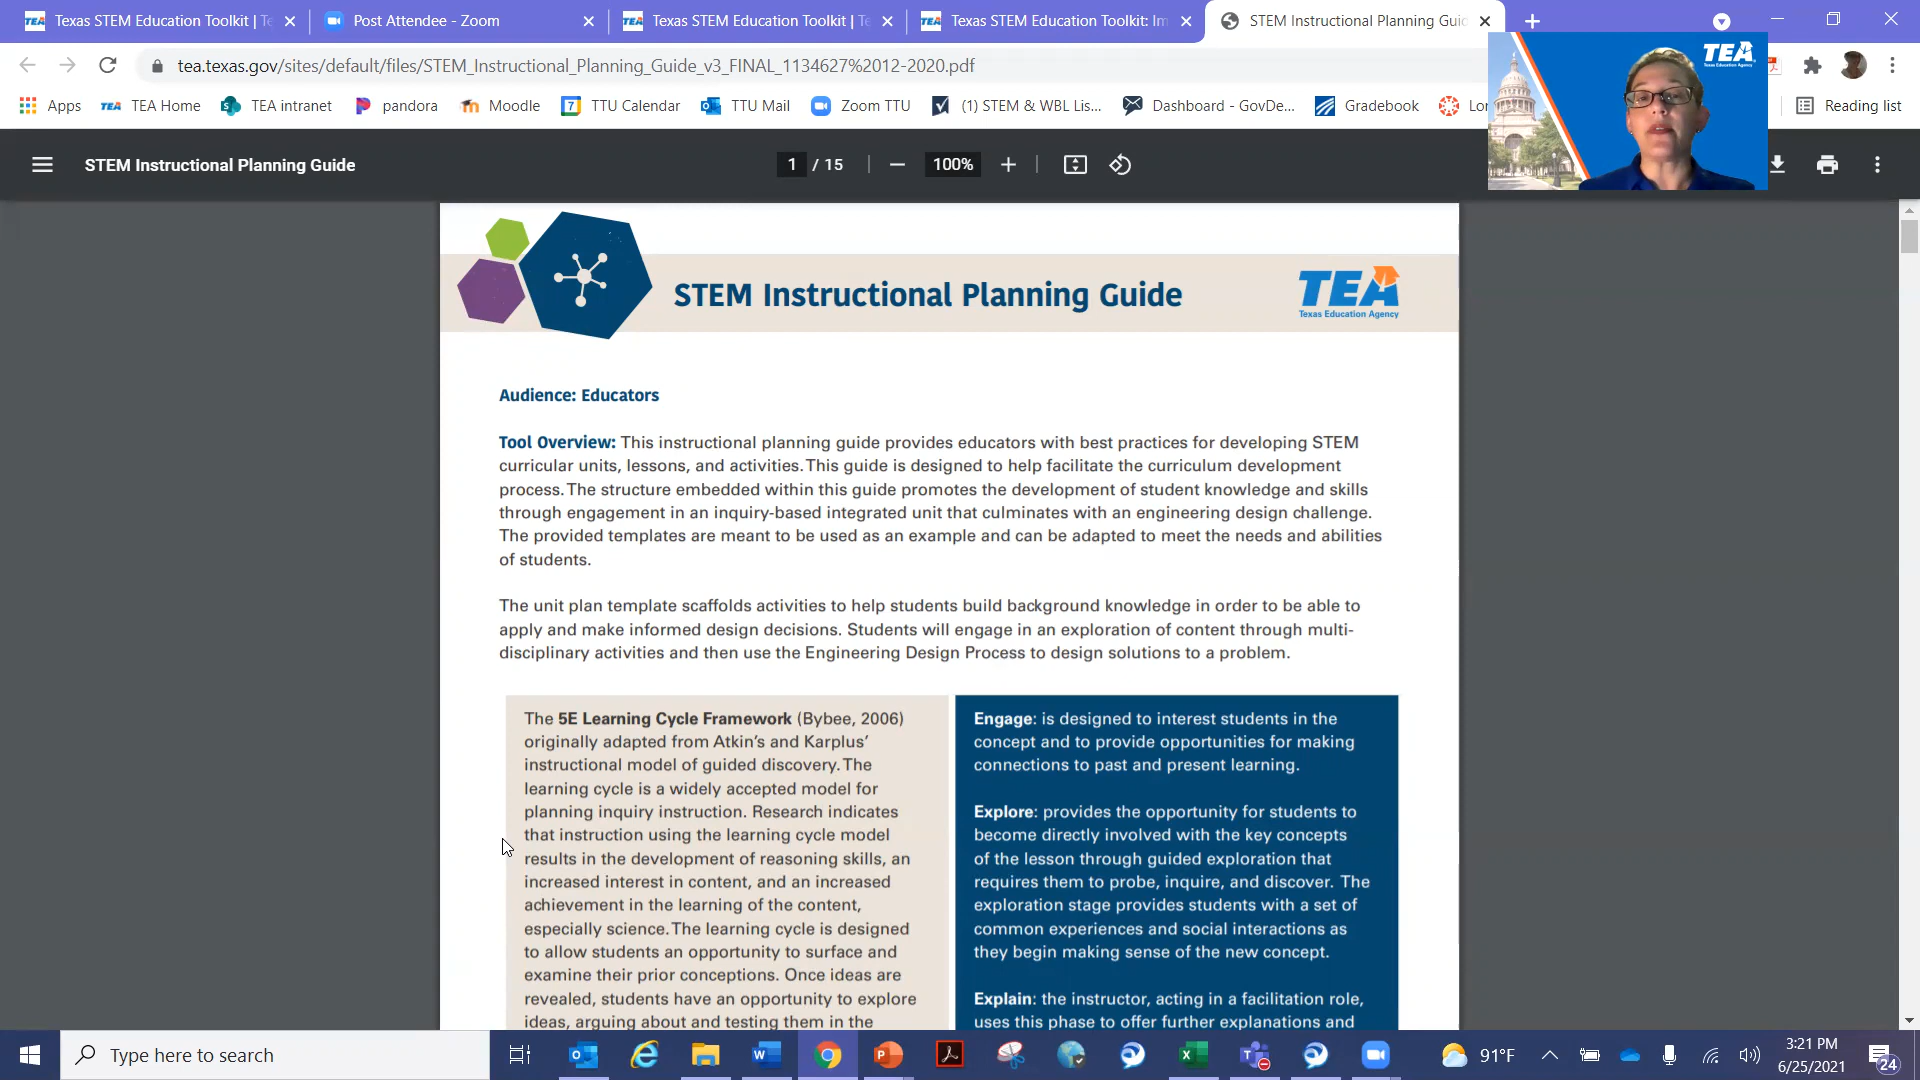 Texas STEM Education Toolkit | Te
Post Attendee - Zoom
Texas STEM Education Toolkit | Te
Texas STEM Education Toolkit: Im
STEM Instructional Planning Guid
tea.texas.gov/sites/default/files/STEM_Instructional_Planning_Guide_v3_FINAL_1134627%2012-2020.pdf
Apps
TEA Home
TEA intranet
pandora
Moodle
TTU Calendar
TTU Mail
Zoom TTU
(1) STEM & WBL Lis...
Dashboard - GovDe...
Gradebook
Lor
Reading list
TEA
Texas Education Agency
STEM Instructional Planning Guide
1 / 15
100%
STEM Instructional Planning Guide
TEA
Texas Education Agency
Audience: Educators
Tool Overview: This instructional planning guide provides educators with best practices for developing STEM
curricular units, lessons, and activities. This guide is designed to help facilitate the curriculum development
process. The structure embedded within this guide promotes the development of student knowledge and skills
through engagement in an inquiry-based integrated unit that culminates with an engineering design challenge.
The provided templates are meant to be used as an example and can be adapted to meet the needs and abilities
of students.
The unit plan template scaffolds activities to help students build background knowledge in order to be able to
apply and make informed design decisions. Students will engage in an exploration of content through multi-
disciplinary activities and then use the Engineering Design Process to design solutions to a problem.
The 5E Learning Cycle Framework (Bybee, 2006)
originally adapted from Atkin's and Karplus'
instructional model of guided discovery. The
learning cycle is a widely accepted model for
planning inquiry instruction. Research indicates
that instruction using the learning cycle model
results in the development of reasoning skills, an
increased interest in content, and an increased
achievement in the learning of the content,
especially science. The learning cycle is designed
to allow students an opportunity to surface and
examine their prior conceptions. Once ideas are
revealed, students have an opportunity to explore
ideas, arguing about and testing them in the
Engage: is designed to interest students in the
concept and to provide opportunities for making
connections to past and present learning.
Explore: provides the opportunity for students to
become directly involved with the key concepts
of the lesson through guided exploration that
requires them to probe, inquire, and discover. The
exploration stage provides students with a set of
common experiences and social interactions as
they begin making sense of the new concept.
Explain: the instructor, acting in a facilitation role,
uses this phase to offer further explanations and
Type here to search
91°F
3:21 PM
6/25/2021
24